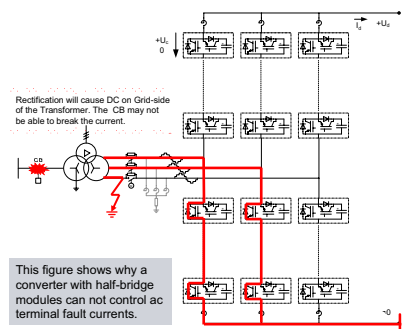 I_d +U_d
+U_c
0
Rectification will cause DC on Grid-side
of the Transformer. The CB may not
be able to break the current.
CB
This figure shows why a
converter with half-bridge
modules can not control ac
terminal fault currents.
~0